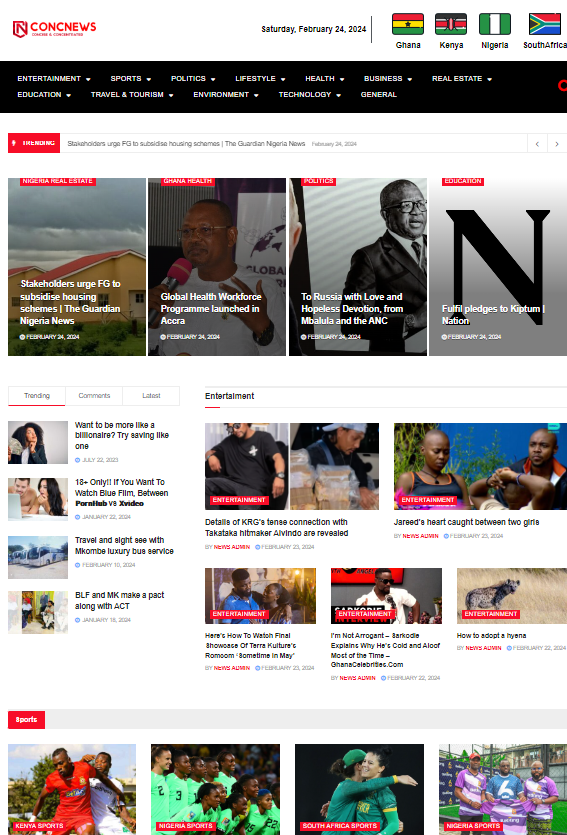 CONCNEWS
CONCISE & CONCENTRATED
Saturday, February 24, 2024
Ghana
Kenya
Nigeria
SouthAfrica
ENTERTAINMENT
SPORTS
POLITICS
LIFESTYLE
HEALTH
BUSINESS
REAL ESTATE
EDUCATION
TRAVEL & TOURISM
ENVIRONMENT
TECHNOLOGY
GENERAL
TRENDING
Stakeholders urge FG to subsidise housing schemes | The Guardian Nigeria News February 24, 2024
NIGERIA REAL ESTATE
Stakeholders urge FG to
subsidise housing
schemes | The Guardian
Nigeria News
FEBRUARY 24, 2024
GHANA HEALTH
Global Health Workforce
Programme launched in
Accra
FEBRUARY 24, 2024
POLITICS
To Russia with Love and
Hopeless Devotion, from
Mbalula and the ANC
FEBRUARY 24, 2024
EDUCATION
N
Fulfil pledges to Kiptum |
Nation
FEBRUARY 24, 2024
Trending
Comments
Latest
Want to be more like a
billionaire? Try saving like
one
JULY 22, 2023
18+ Only!! If You Want To
Watch Blue Film, Between
PornHub VS Xvideo
JANUARY 22, 2024
Travel and sight see with
Mkombe luxury bus service
FEBRUARY 10, 2024
BLF and MK make a pact
along with ACT
JANUARY 18, 2024
Entertaiment
ENTERTAINMENT
Details of KRG's tense connection with
Takataka hitmaker Alvindo are revealed
BY NEWS ADMIN FEBRUARY 23, 2024
ENTERTAINMENT
Jareed's heart caught between two girls
BY NEWS ADMIN FEBRUARY 23, 2024
ENTERTAINMENT
Here's How To Watch Final
Showcase Of Terra Kulture's
Romcom 'Sometime In May'
BY NEWS ADMIN FEBRUARY 23, 2024
SARKODIE
ENTERTAINMENT
I'm Not Arrogant – Sarkodie
Explains Why He's Cold and Aloof
Most of the Time –
GhanaCelebrities.Com
BY NEWS ADMIN FEBRUARY 22, 2024
ENTERTAINMENT
How to adopt a hyena
BY NEWS ADMIN FEBRUARY 22, 2024
Sports
KENYA SPORTS
NIGERIA SPORTS
SOUTH AFRICA SPORTS
NIGERIA SPORTS